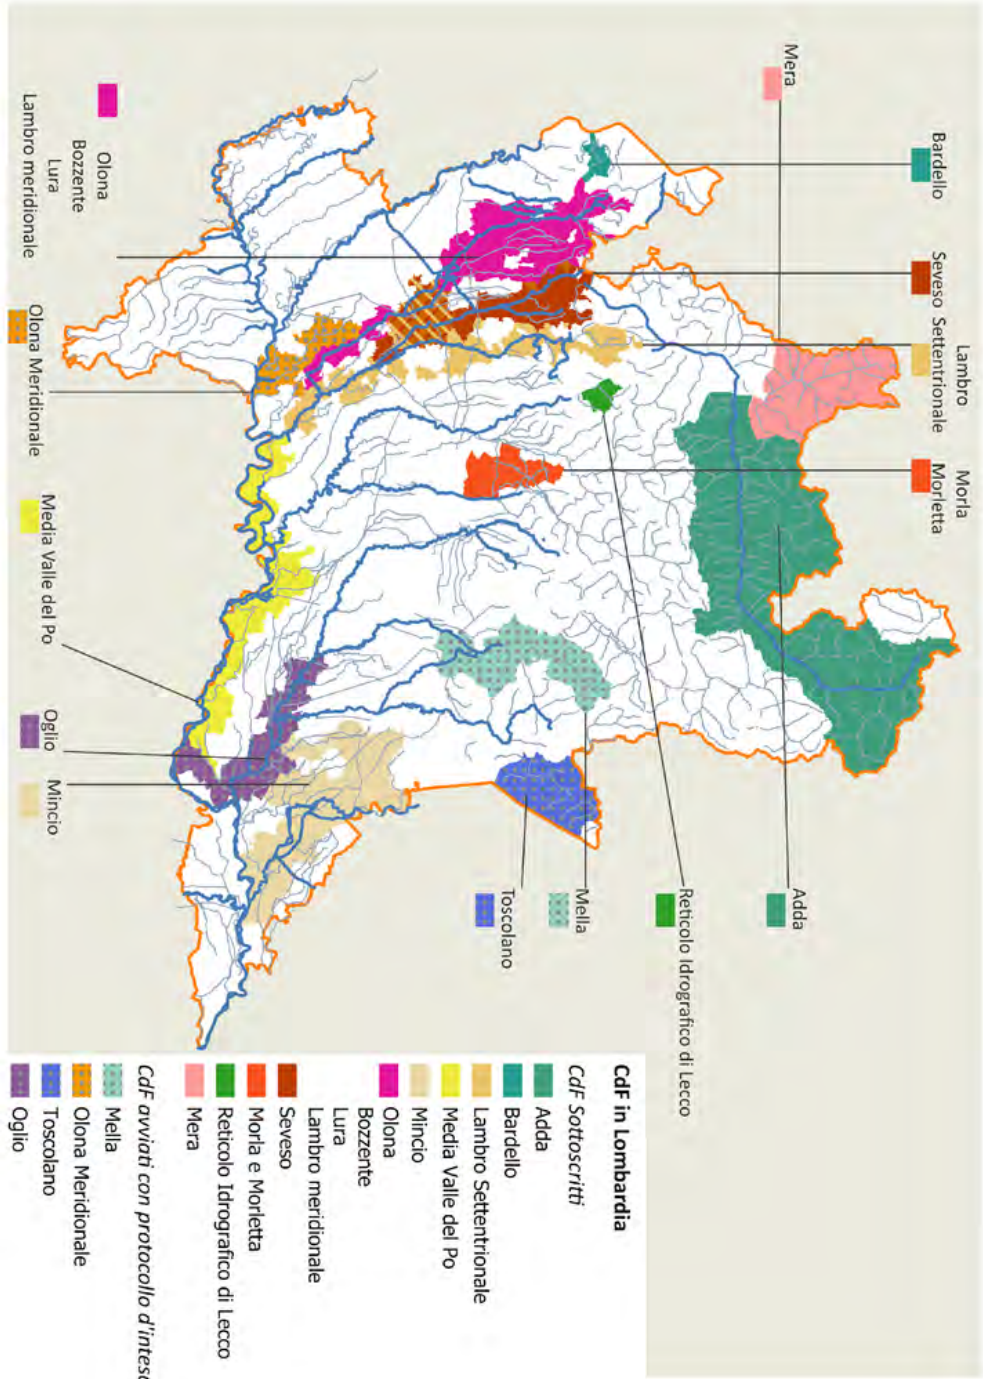 Bardello
Seveso
Lambro
Settentrionale
Morla
Morletta
Mera
Adda
Reticolo Idrografico di Lecco
Mella
Toscolano
Olona
Bozzente
Lura
Lambro meridionale
Olona Meridionale
Media Valle del Po
Oglio
Mincio
CdF in Lombardia
CdF Sottoscritti
Adda
Bardello
Lambro Settentrionale
Media Valle del Po
Mincio
Olona
Bozzente
Lura
Lambro meridionale
Seveso
Morla e Morletta
Reticolo Idrografico di Lecco
Mera
CdF avviati con protocollo d'intesa
Mella
Olona Meridionale
Toscolano
Oglio